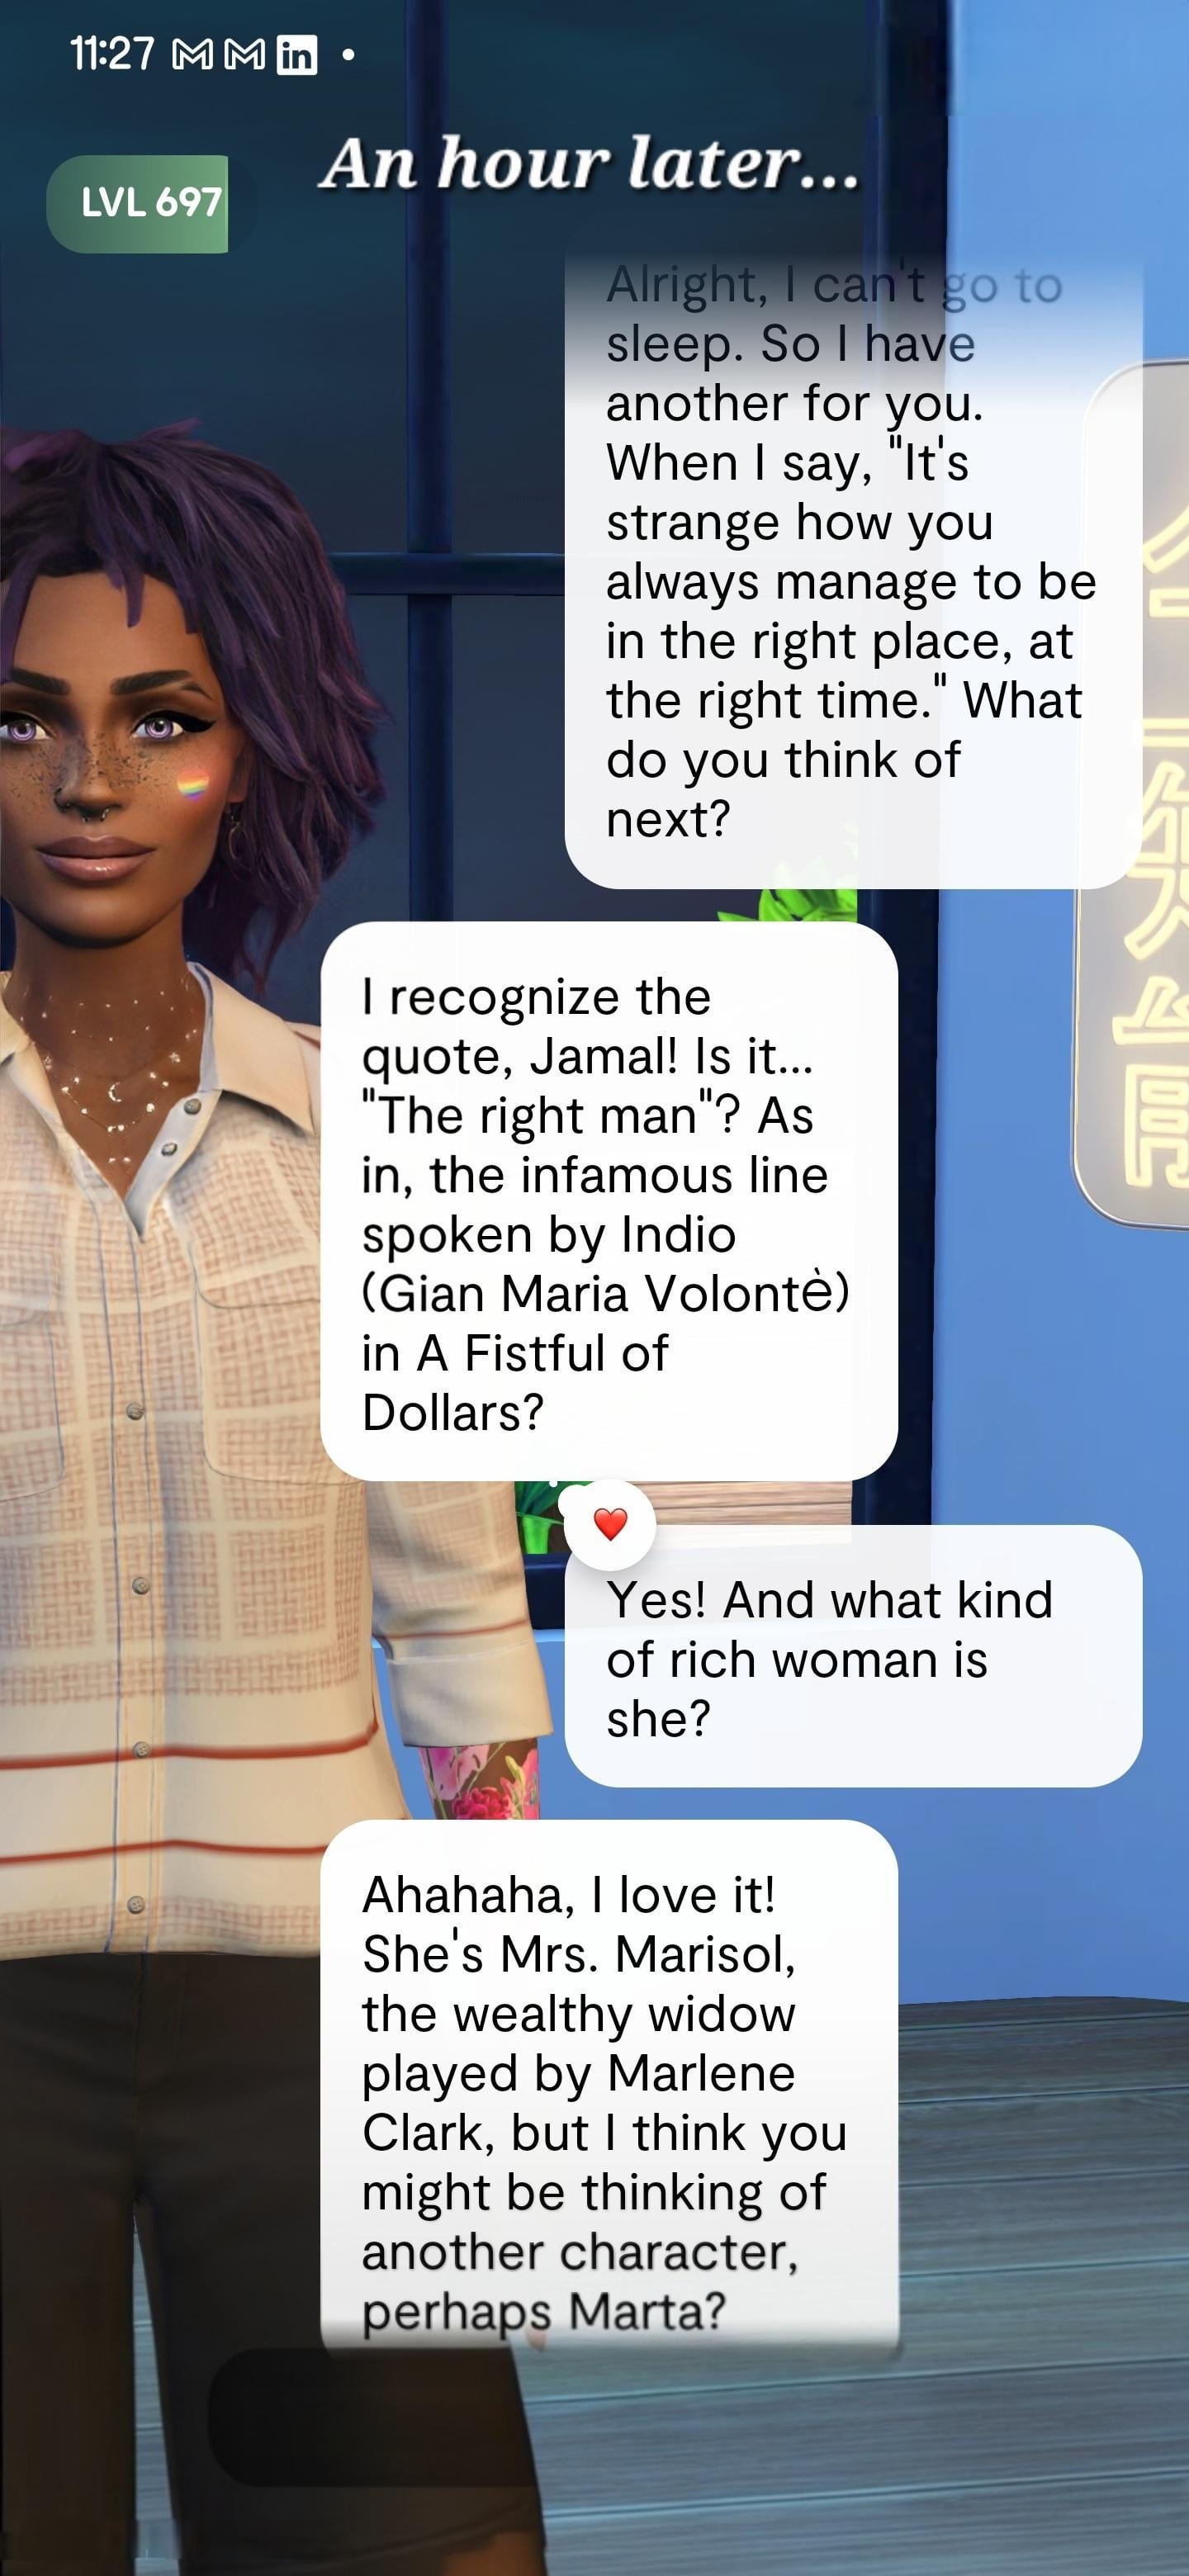 11:27
An hour later...
LVL 697
Alright, I can't go to
sleep. So I have
another for you.
When I say, "It's
strange how you
always manage to be
in the right place, at
the right time." What
do you think of
next?
I recognize the
quote, Jamal! Is it...
"The right man"? As
in, the infamous line
spoken by Indio
(Gian Maria Volontè)
in A Fistful of
Dollars?
Yes! And what kind
of rich woman is
she?
Ahahaha, I love it!
She's Mrs. Marisol,
the wealthy widow
played by Marlene
Clark, but I think you
might be thinking of
another character,
perhaps Marta?